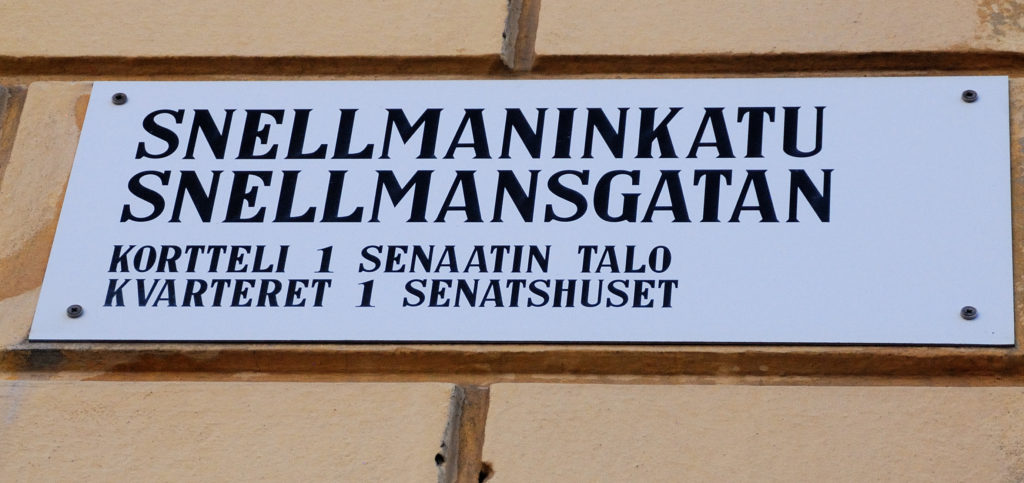 SNELLMANINKATU
SNELLMANSGATAN
KORTTELI 1 SENAATIN TALO
KVARTERET 1 SENATSHUSET